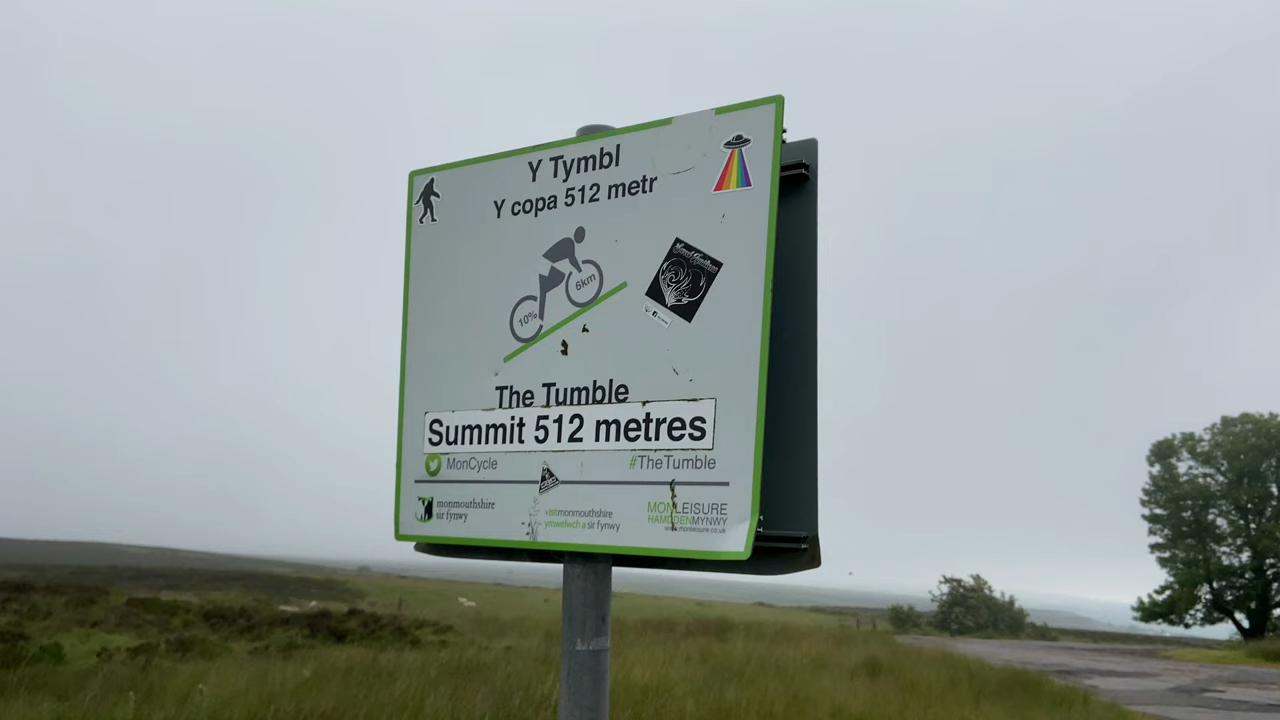 Y Tymbl
Y copa 512 metr
6km
10%
The Tumble
Summit 512 metres
MonCycle
#TheTumble
monmouthshire
sir fynwy
visitmonmouthshire
ymwelwch a sir fynwy
MONLEISURE
HAMDDENMYNWY
www.monleisure.co.uk